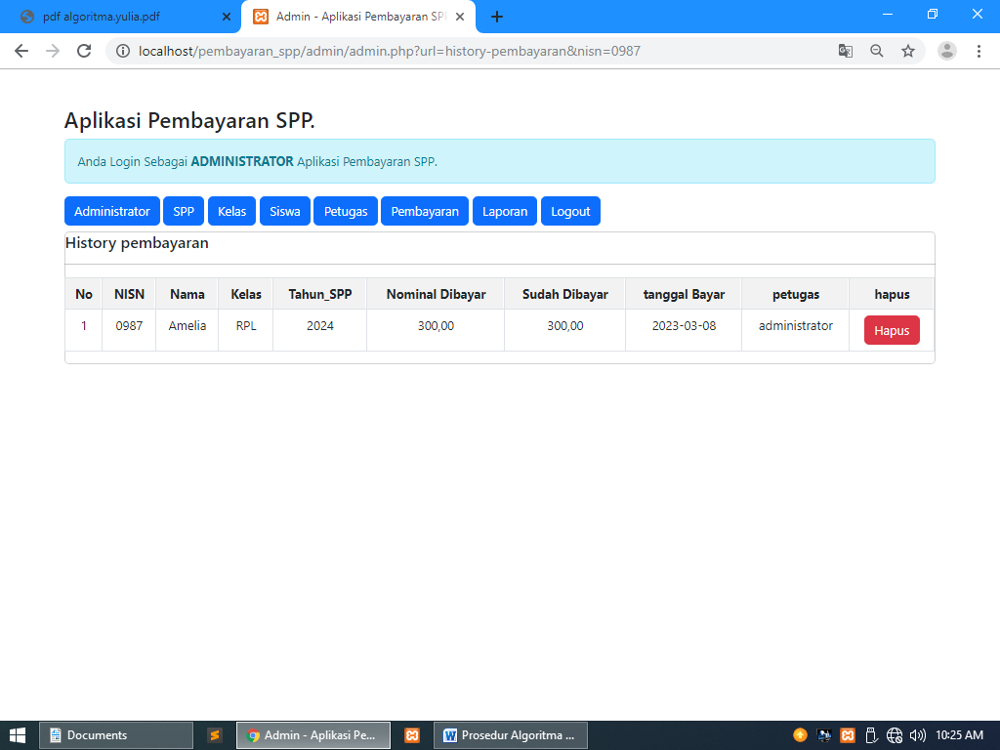 pdf algoritma.yulia.pdf
Admin - Aplikasi Pembayaran SP
localhost/pembayaran_spp/admin/admin.php?url=history-pembayaran&nisn=0987
Aplikasi Pembayaran SPP.
Anda Login Sebagai ADMINISTRATOR Aplikasi Pembayaran SPP.
Administrator SPP Kelas Siswa Petugas Pembayaran Laporan Logout
History pembayaran
No NISN Nama Kelas Tahun_SPP Nominal Dibayar Sudah Dibayar tanggal Bayar petugas hapus
1 0987 Amelia RPL 2024 300,00 300,00 2023-03-08 administrator Hapus
Documents Admin - Aplikasi Pe... Prosedur Algoritma ... 10:25 AM